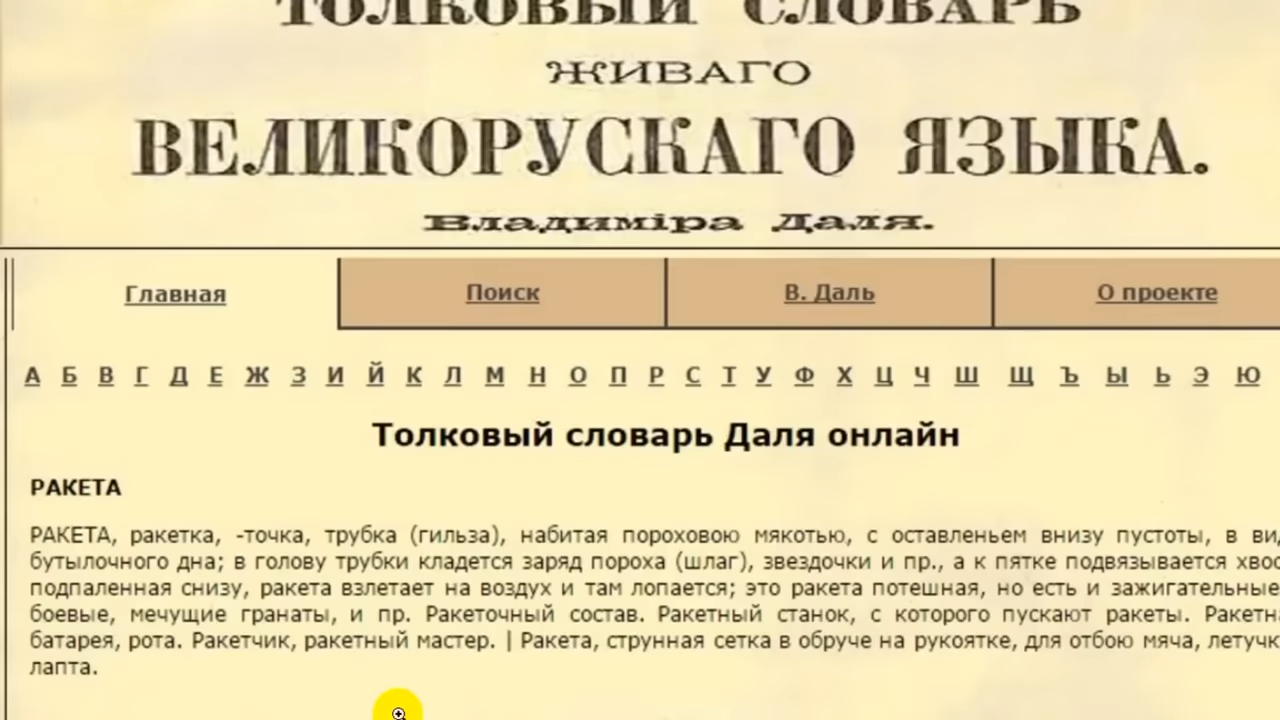 ТОЛКОВЫЙ СЛОВАРЬ
ЖИВАГО
ВЕЛИКОРУСКАГО ЯЗЫКА.
Владиміра Даля.
Главная Поиск В. Даль О проекте
А Б В Г Д Е Ж З И Й К Л М Н О П Р С Т У Ф Х Ц Ч Ш Щ Ъ Ы Ь Э Ю
Толковый словарь Даля онлайн
РАКЕТА
РАКЕТА, ракетка, -точка, трубка (гильза), набитая пороховою мякотью, с оставленьем внизу пустоты, в ви
бутылочного дна; в голову трубки кладется заряд пороха (шлаг), звездочки и пр., а к пятке подвязывается хвос
подпаленная снизу, ракета взлетает на воздух и там лопается; это ракета потешная, но есть и зажигательные
боевые, мечущие гранаты, и пр. Ракеточный состав. Ракетный станок, с которого пускают ракеты. Ракетн
батарея, рота. Ракетчик, ракетный мастер. | Ракета, струнная сетка в обруче на рукоятке, для отбою мяча, летучк
лапта.